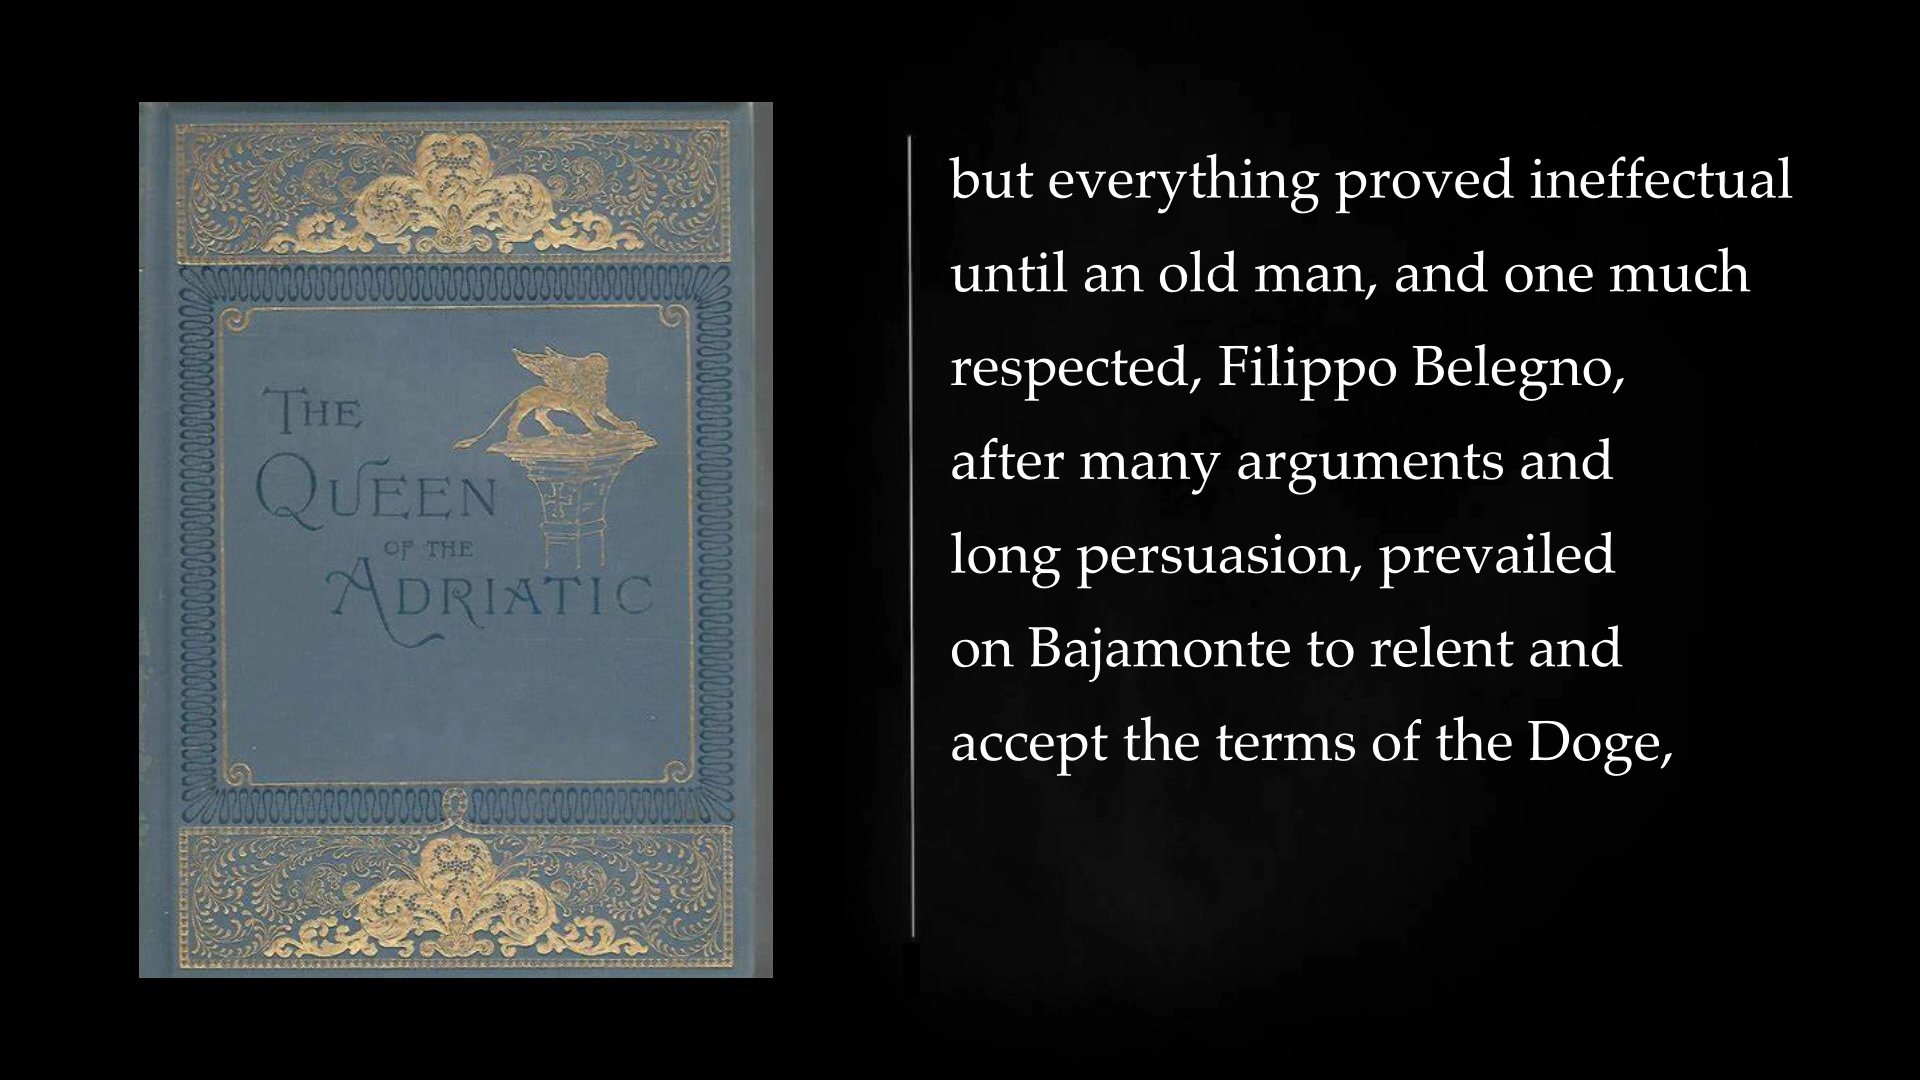 THE
QUEEN
OF THE
ADRIATIC
but everything proved ineffectual
until an old man, and one much
respected, Filippo Belegno,
after many arguments and
long persuasion, prevailed
on Bajamonte to relent and
accept the terms of the Doge,